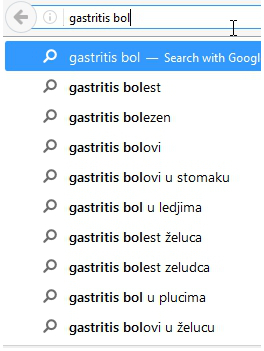 gastritis bol
gastritis bol — Search with Googl
gastritis bolest
gastritis bolezen
gastritis bolovi
gastritis bolovi u stomaku
gastritis bol u ledjima
gastritis bolest želuca
gastritis bolest zeludca
gastritis bol u plucima
gastritis bolovi u želucu